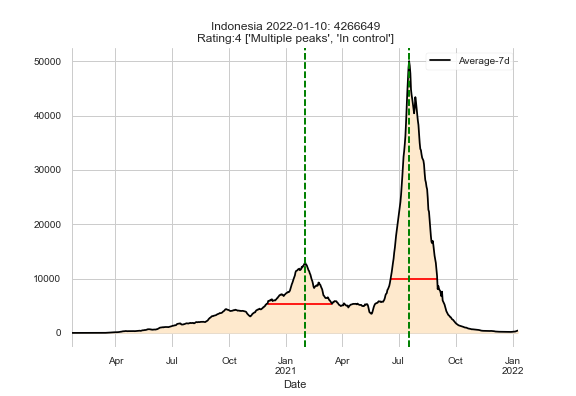 Indonesia 2022-01-10: 4266649
Rating:4 ['Multiple peaks', 'In control']
Average-7d
50000
40000
30000
20000
10000
0
Apr Jul Oct Jan Apr Jul Oct Jan
2021 2022
Date